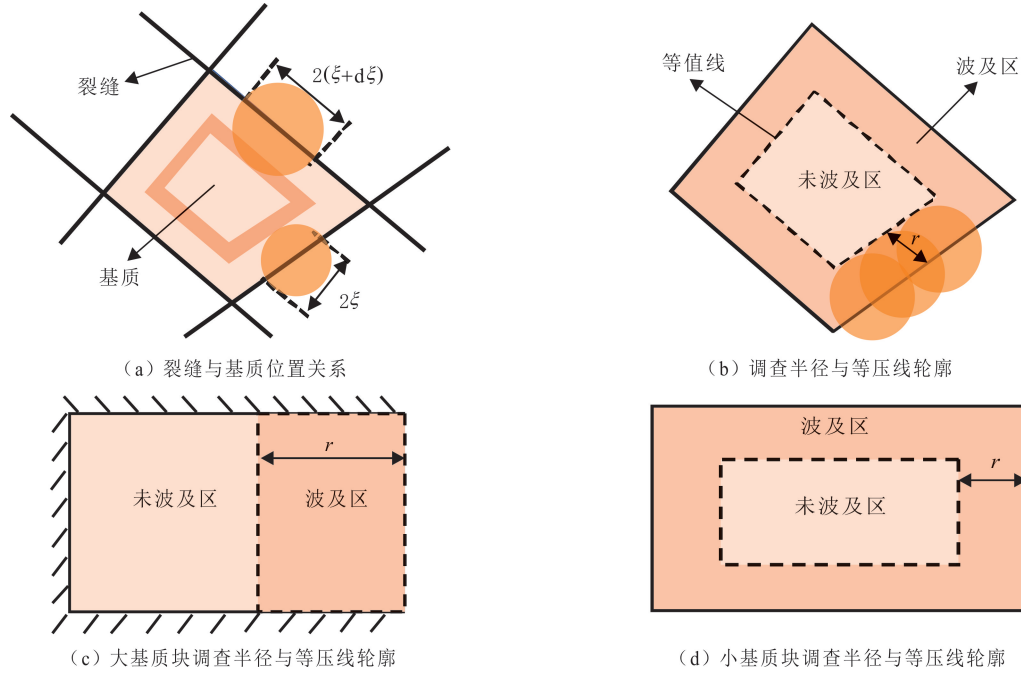 裂缝
2(ξ+dξ)
基质
2ξ
(a)裂缝与基质位置关系
等值线
波及区
未波及区
r
(b)调查半径与等压线轮廓
r
未波及区
波及区
(c)大基质块调查半径与等压线轮廓
波及区
r
未波及区
(d)小基质块调查半径与等压线轮廓